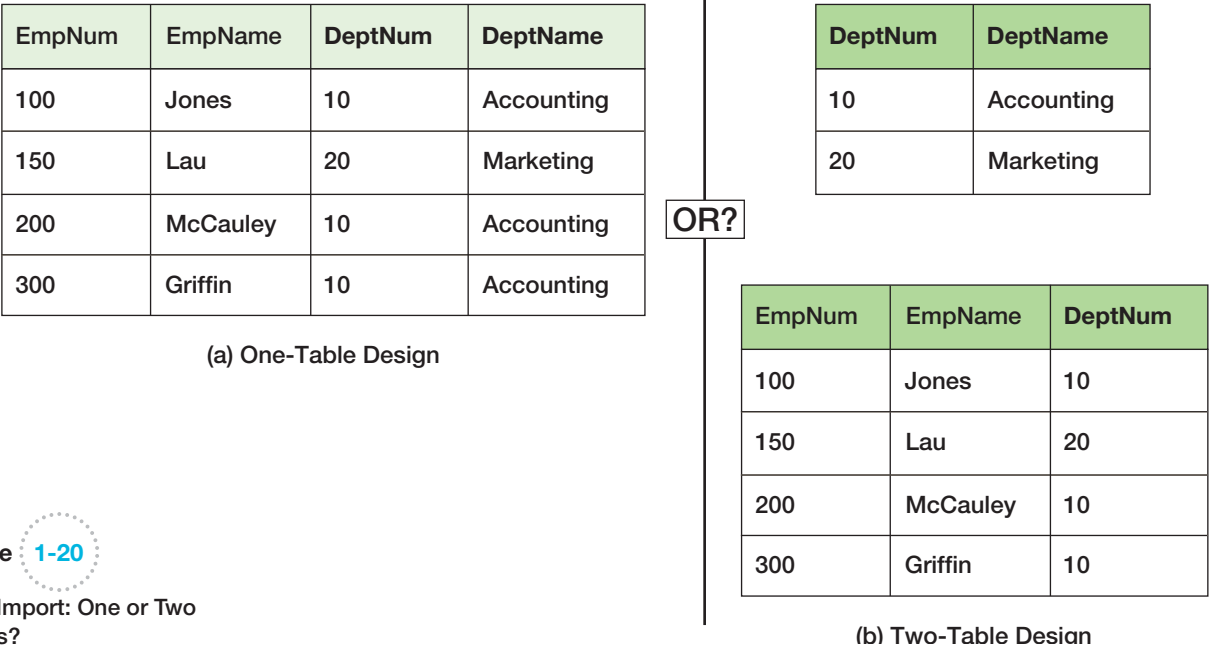 EmpNum EmpName DeptNum DeptName
100 Jones 10 Accounting
150 Lau 20 Marketing
200 McCauley 10 Accounting
300 Griffin 10 Accounting
(a) One-Table Design
OR?
DeptNum DeptName
10 Accounting
20 Marketing
EmpNum EmpName DeptNum
100 Jones 10
150 Lau 20
200 McCauley 10
300 Griffin 10
(b) Two-Table Design
e 1-20
Import: One or Two
s?